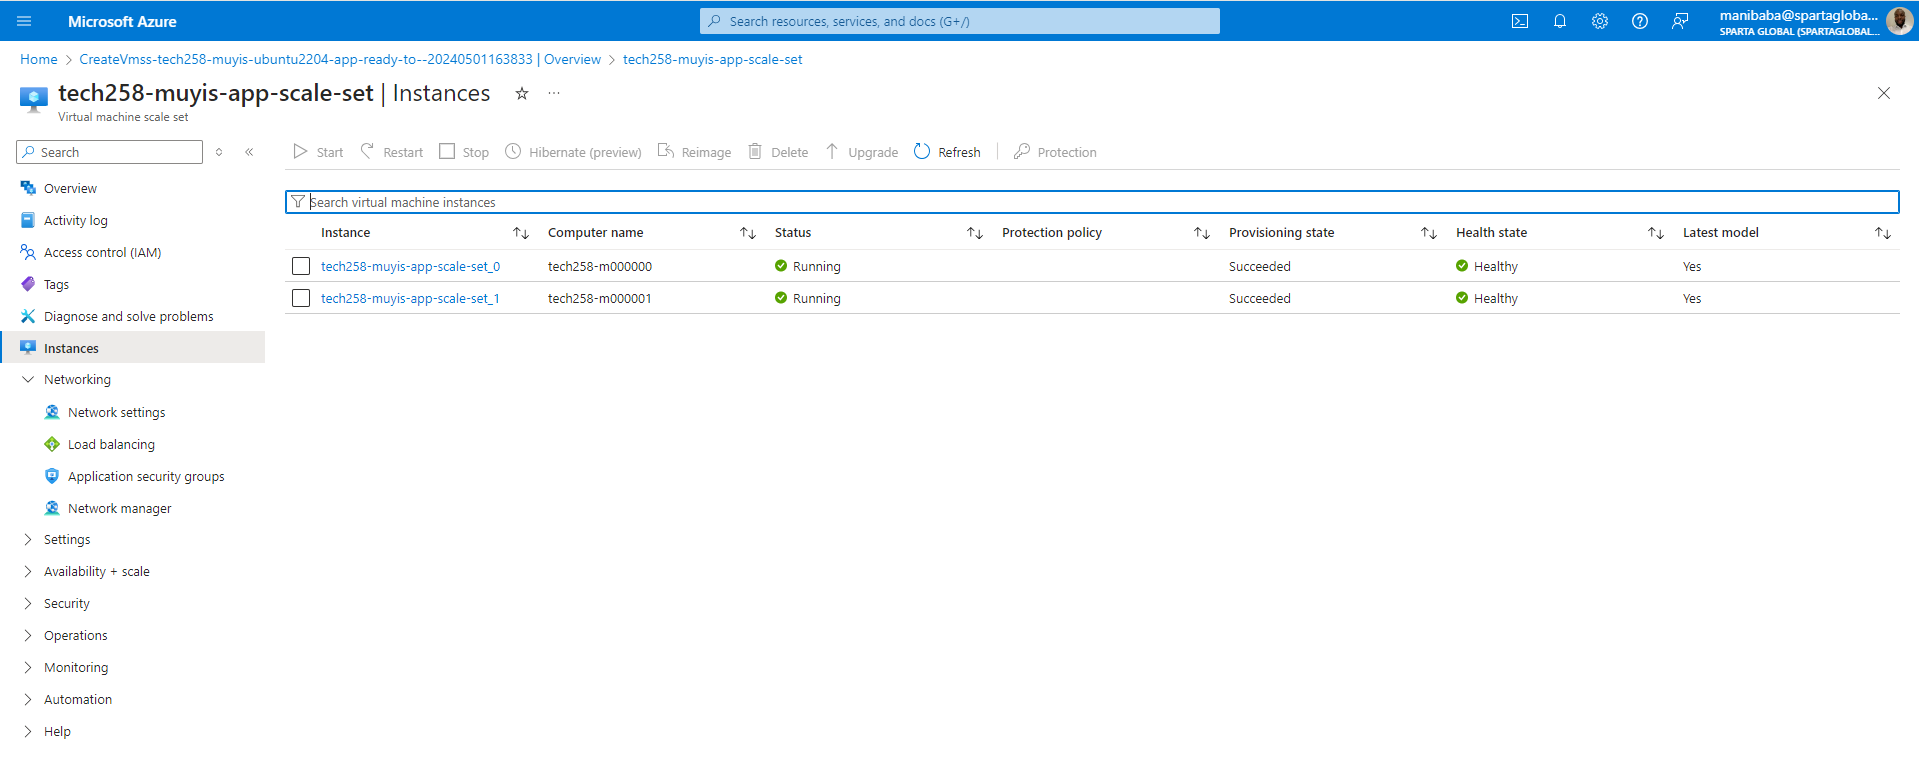 Microsoft Azure
Search resources, services, and docs (G+/)
manibaba@spartagloba...
SPARTA GLOBAL (SPARTAGLOBAL...
Home > CreateVmss-tech258-muyis-ubuntu2204-app-ready-to--20240501163833 | Overview > tech258-muyis-app-scale-set
tech258-muyis-app-scale-set | Instances
Virtual machine scale set
Search
Start Restart Stop Hibernate (preview) Reimage Delete Upgrade Refresh Protection
Overview
Activity log
Access control (IAM)
Tags
Diagnose and solve problems
Instances
Networking
Network settings
Load balancing
Application security groups
Network manager
Settings
Availability + scale
Security
Operations
Monitoring
Automation
Help
Search virtual machine instances
Instance Computer name Status Protection policy Provisioning state Health state Latest model
tech258-muyis-app-scale-set_0 tech258-m000000 Running Succeeded Healthy Yes
tech258-muyis-app-scale-set_1 tech258-m000001 Running Succeeded Healthy Yes